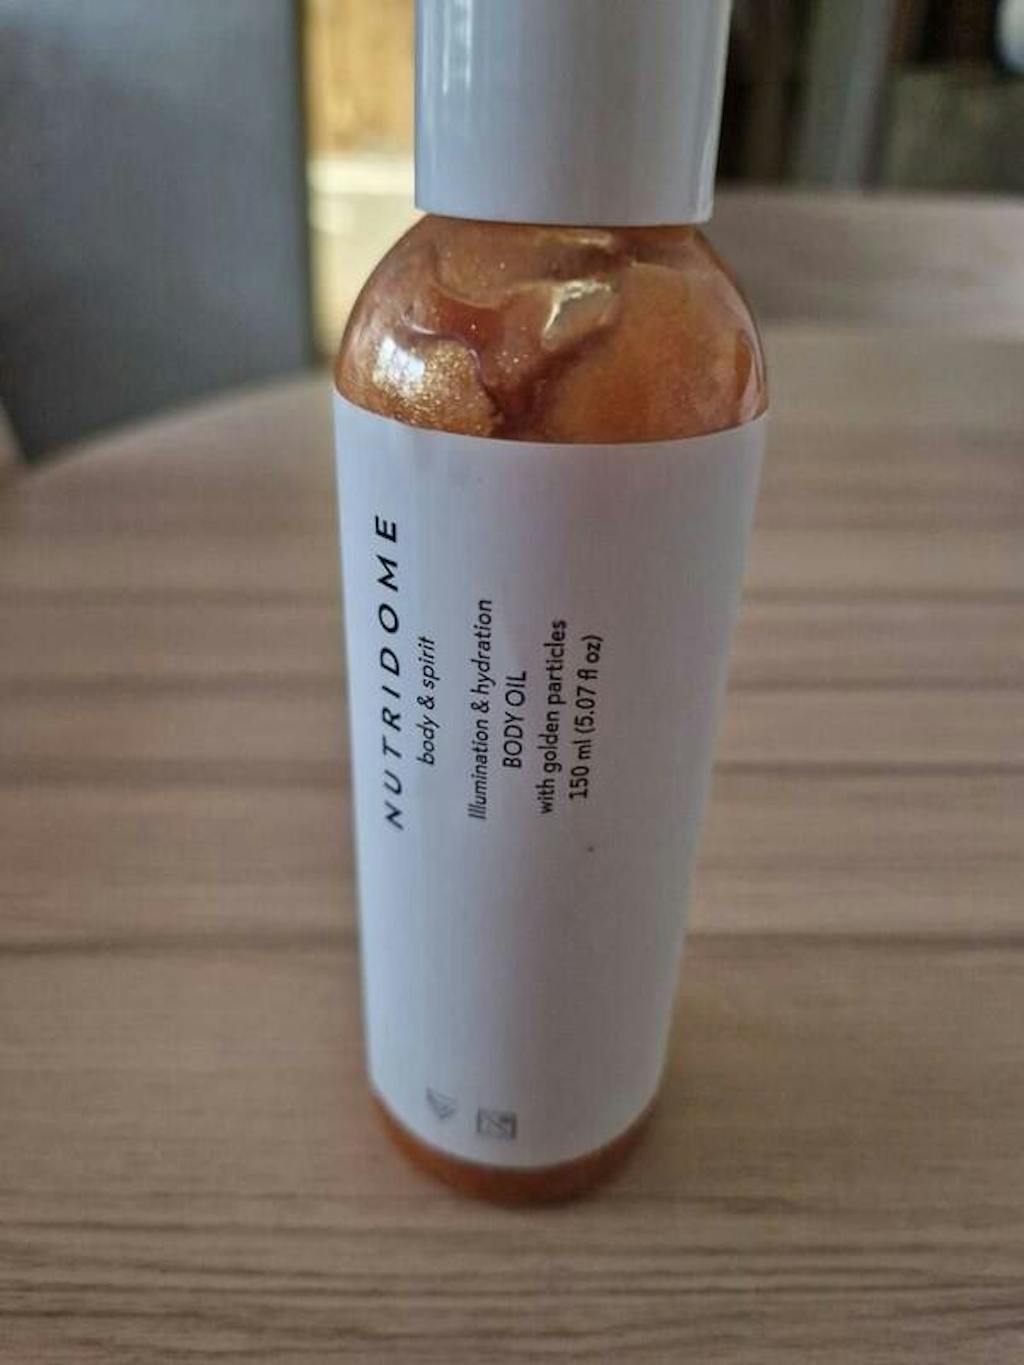 NUTRIDOME
body & spirit
Illumination & hydration
BODY OIL
with golden particles
150 ml (5.07 fl oz)